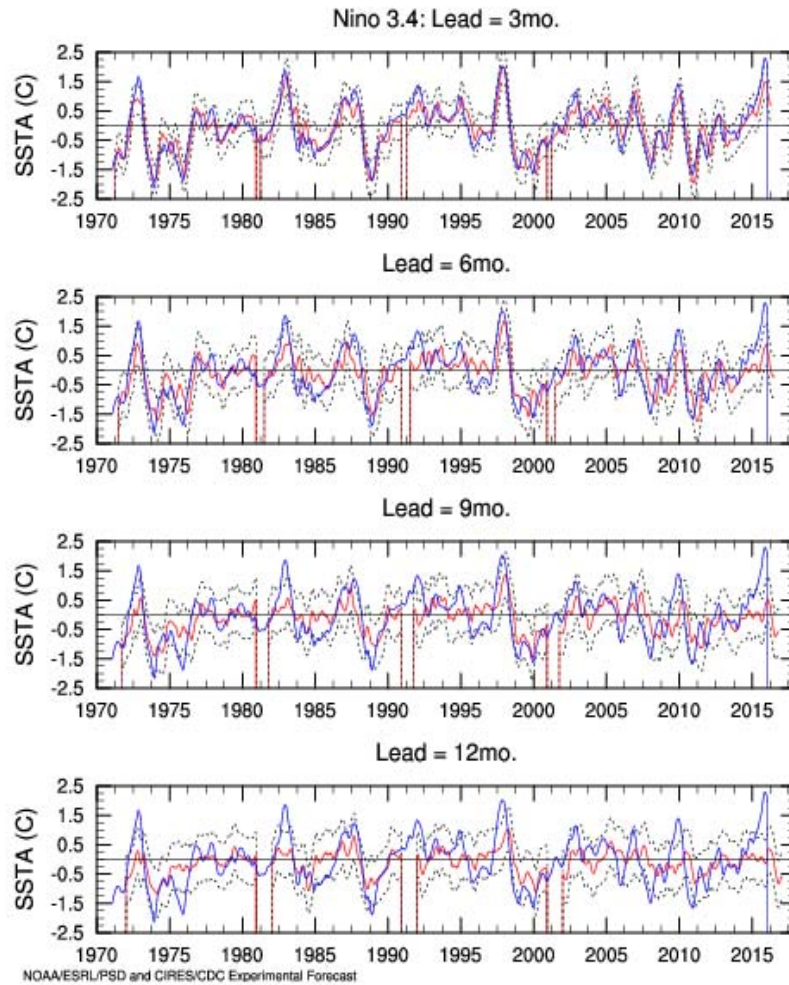 Nino 3.4: Lead = 3mo.
SSTA (C)
2.5
1.5
0.5
-0.5
-1.5
-2.5
1970 1975 1980 1985 1990 1995 2000 2005 2010 2015
Lead = 6mo.
SSTA (C)
2.5
1.5
0.5
-0.5
-1.5
-2.5
1970 1975 1980 1985 1990 1995 2000 2005 2010 2015
Lead = 9mo.
SSTA (C)
2.5
1.5
0.5
-0.5
-1.5
-2.5
1970 1975 1980 1985 1990 1995 2000 2005 2010 2015
Lead = 12mo.
SSTA (C)
2.5
1.5
0.5
-0.5
-1.5
-2.5
1970 1975 1980 1985 1990 1995 2000 2005 2010 2015
NOAA/ESRL/PSD and CIRES/CDC Experimental Forecast